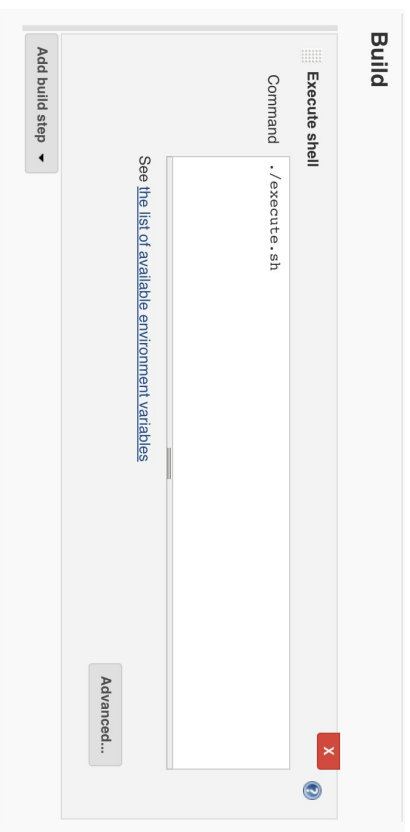 Build
Execute shell
X
?
Command
./execute.sh
See the list of available environment variables
Advanced...
Add build step